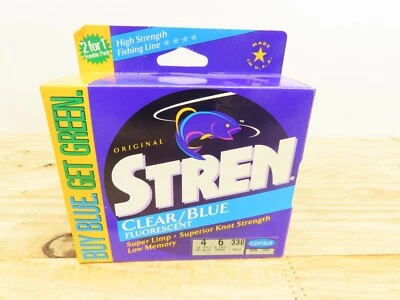 2 for 1
High Strength
Fishing Line
MADE
IN U.S.A.
BUY BLUE. GET GREEN.
ORIGINAL
STREN
CLEAR/BLUE
FLUORESCENT
Super Limp • Superior Knot Strength
Low Memory
4 6 330